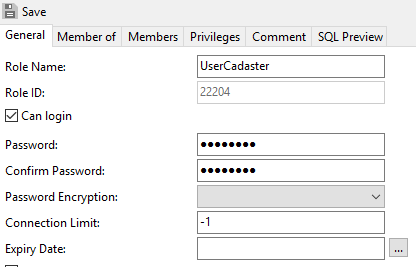 Save
General Member of Members Privileges Comment SQL Preview
Role Name: UserCadaster
Role ID: 22204
Can login
Password: ●●●●●●●●
Confirm Password: ●●●●●●●●
Password Encryption:
Connection Limit: -1
Expiry Date: ...